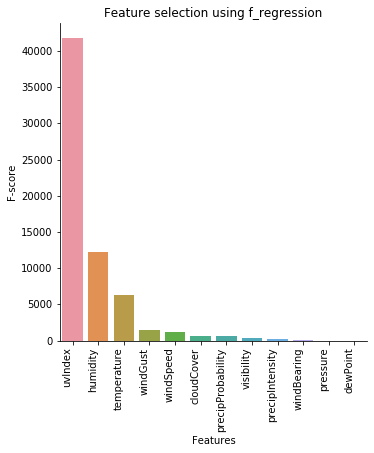 Feature selection using f_regression
F-score
40000
35000
30000
25000
20000
15000
10000
5000
0
uvIndex
humidity
temperature
windGust
windSpeed
cloudCover
precipProbability
visibility
precipIntensity
windBearing
pressure
dewPoint
Features